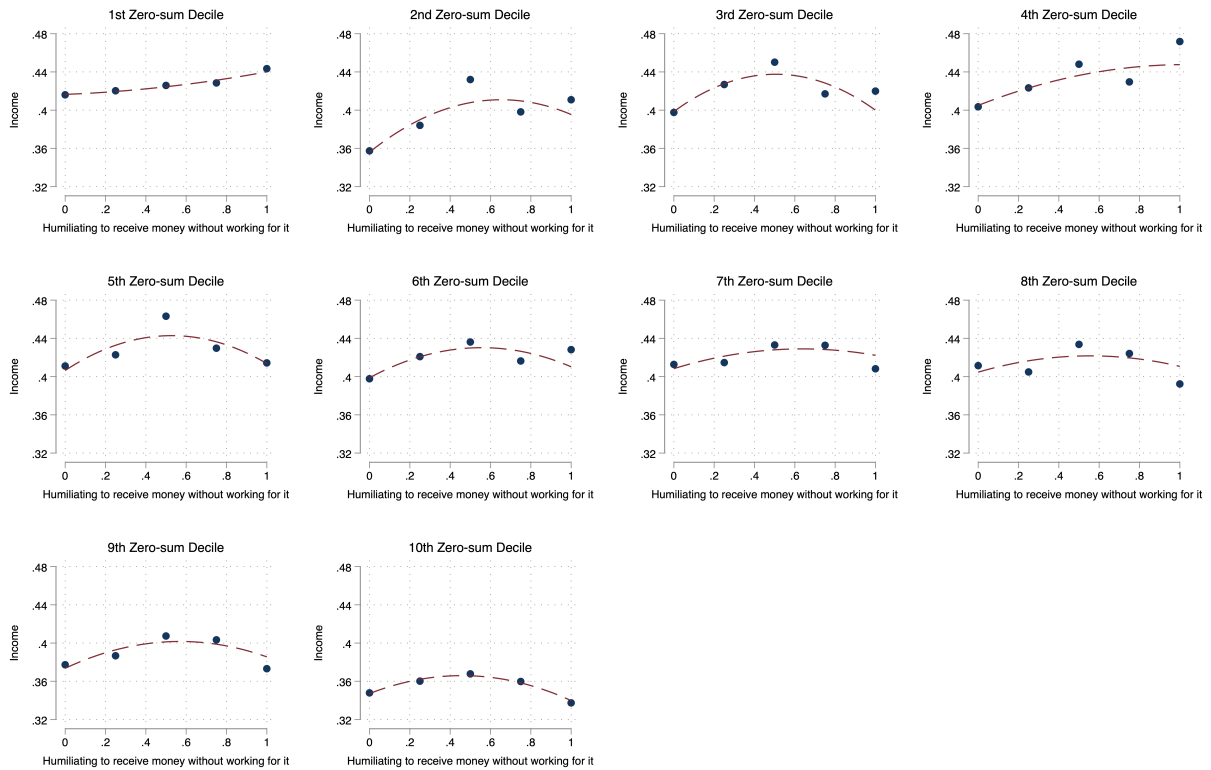 1st Zero-sum Decile
.48
.44
.4
.36
.32
Income
0 .2 .4 .6 .8 1
Humiliating to receive money without working for it
2nd Zero-sum Decile
.48
.44
.4
.36
.32
Income
0 .2 .4 .6 .8 1
Humiliating to receive money without working for it
3rd Zero-sum Decile
.48
.44
.4
.36
.32
Income
0 .2 .4 .6 .8 1
Humiliating to receive money without working for it
4th Zero-sum Decile
.48
.44
.4
.36
.32
Income
0 .2 .4 .6 .8 1
Humiliating to receive money without working for it
5th Zero-sum Decile
.48
.44
.4
.36
.32
Income
0 .2 .4 .6 .8 1
Humiliating to receive money without working for it
6th Zero-sum Decile
.48
.44
.4
.36
.32
Income
0 .2 .4 .6 .8 1
Humiliating to receive money without working for it
7th Zero-sum Decile
.48
.44
.4
.36
.32
Income
0 .2 .4 .6 .8 1
Humiliating to receive money without working for it
8th Zero-sum Decile
.48
.44
.4
.36
.32
Income
0 .2 .4 .6 .8 1
Humiliating to receive money without working for it
9th Zero-sum Decile
.48
.44
.4
.36
.32
Income
0 .2 .4 .6 .8 1
Humiliating to receive money without working for it
10th Zero-sum Decile
.48
.44
.4
.36
.32
Income
0 .2 .4 .6 .8 1
Humiliating to receive money without working for it